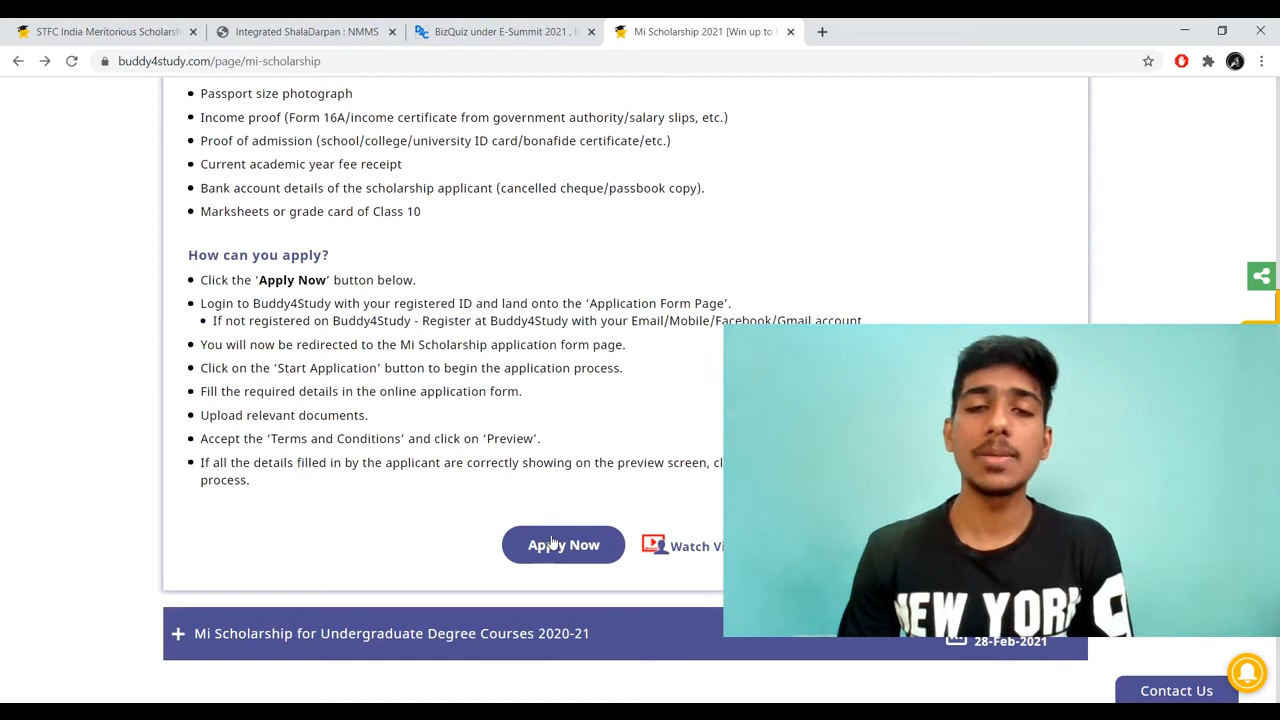 STFC India Meritorious Scholarsh
Integrated ShalaDarpan : NMMS
BizQuiz under E-Summit 2021 , II
Mi Scholarship 2021 [Win up to
buddy4study.com/page/mi-scholarship
Passport size photograph
Income proof (Form 16A/income certificate from government authority/salary slips, etc.)
Proof of admission (school/college/university ID card/bonafide certificate/etc.)
Current academic year fee receipt
Bank account details of the scholarship applicant (cancelled cheque/passbook copy).
Marksheets or grade card of Class 10
How can you apply?
Click the ‘Apply Now’ button below.
Login to Buddy4Study with your registered ID and land onto the ‘Application Form Page’.
If not registered on Buddy4Study - Register at Buddy4Study with your Email/Mobile/Facebook/Gmail account
You will now be redirected to the Mi Scholarship application form page.
Click on the ‘Start Application’ button to begin the application process.
Fill the required details in the online application form.
Upload relevant documents.
Accept the ‘Terms and Conditions’ and click on ‘Preview’.
If all the details filled in by the applicant are correctly showing on the preview screen, cl
process.
Apply Now
Watch Vi
NEW YORK
Mi Scholarship for Undergraduate Degree Courses 2020-21
28-Feb-2021
Contact Us